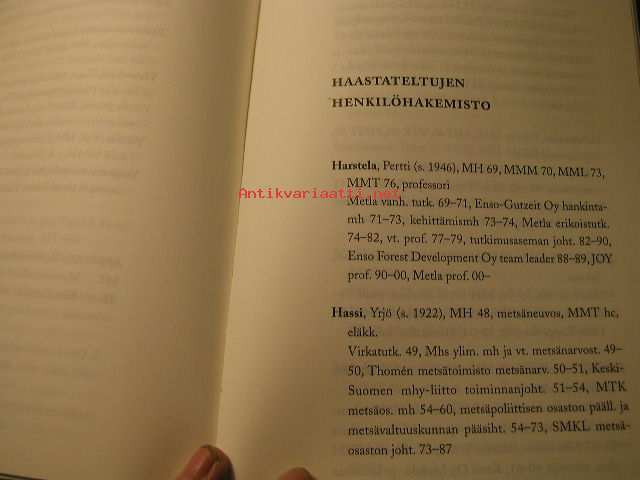 HAASTATELTUJEN
HENKILÖHAKEMISTO
Harstela, Pertti (s. 1946), MH 69, MMM 70, MML 73,
MMT 76, professori
Antikvariaatti.net
Metla vanh. tutk. 69–71, Enso-Gutzeit Oy hankinta-
mh 71–73, kehittämismh 73–74, Metla erikoistutk.
74–82, vt. prof. 77–79, tutkimusaseman joht. 82–90,
Enso Forest Development Oy team leader 88–89, JOY
prof. 90–00, Metla prof. 00–
Hassi, Yrjö (s. 1922), MH 48, metsäneuvos, MMT hc,
eläkk.
Virkatutk. 49, Mhs ylim. mh ja vt. metsänarvost. 49–
50, Thomén metsätoimisto metsänarv. 50–51, Keski-
Suomen mhy-liitto toiminnanjoht. 51–54, MTK
metsäos. mh 54–60, metsäpoliittisen osaston pääll. ja
metsävaltuuskunnan pääsiht. 54–73, SMKL metsä-
osaston joht. 73–87